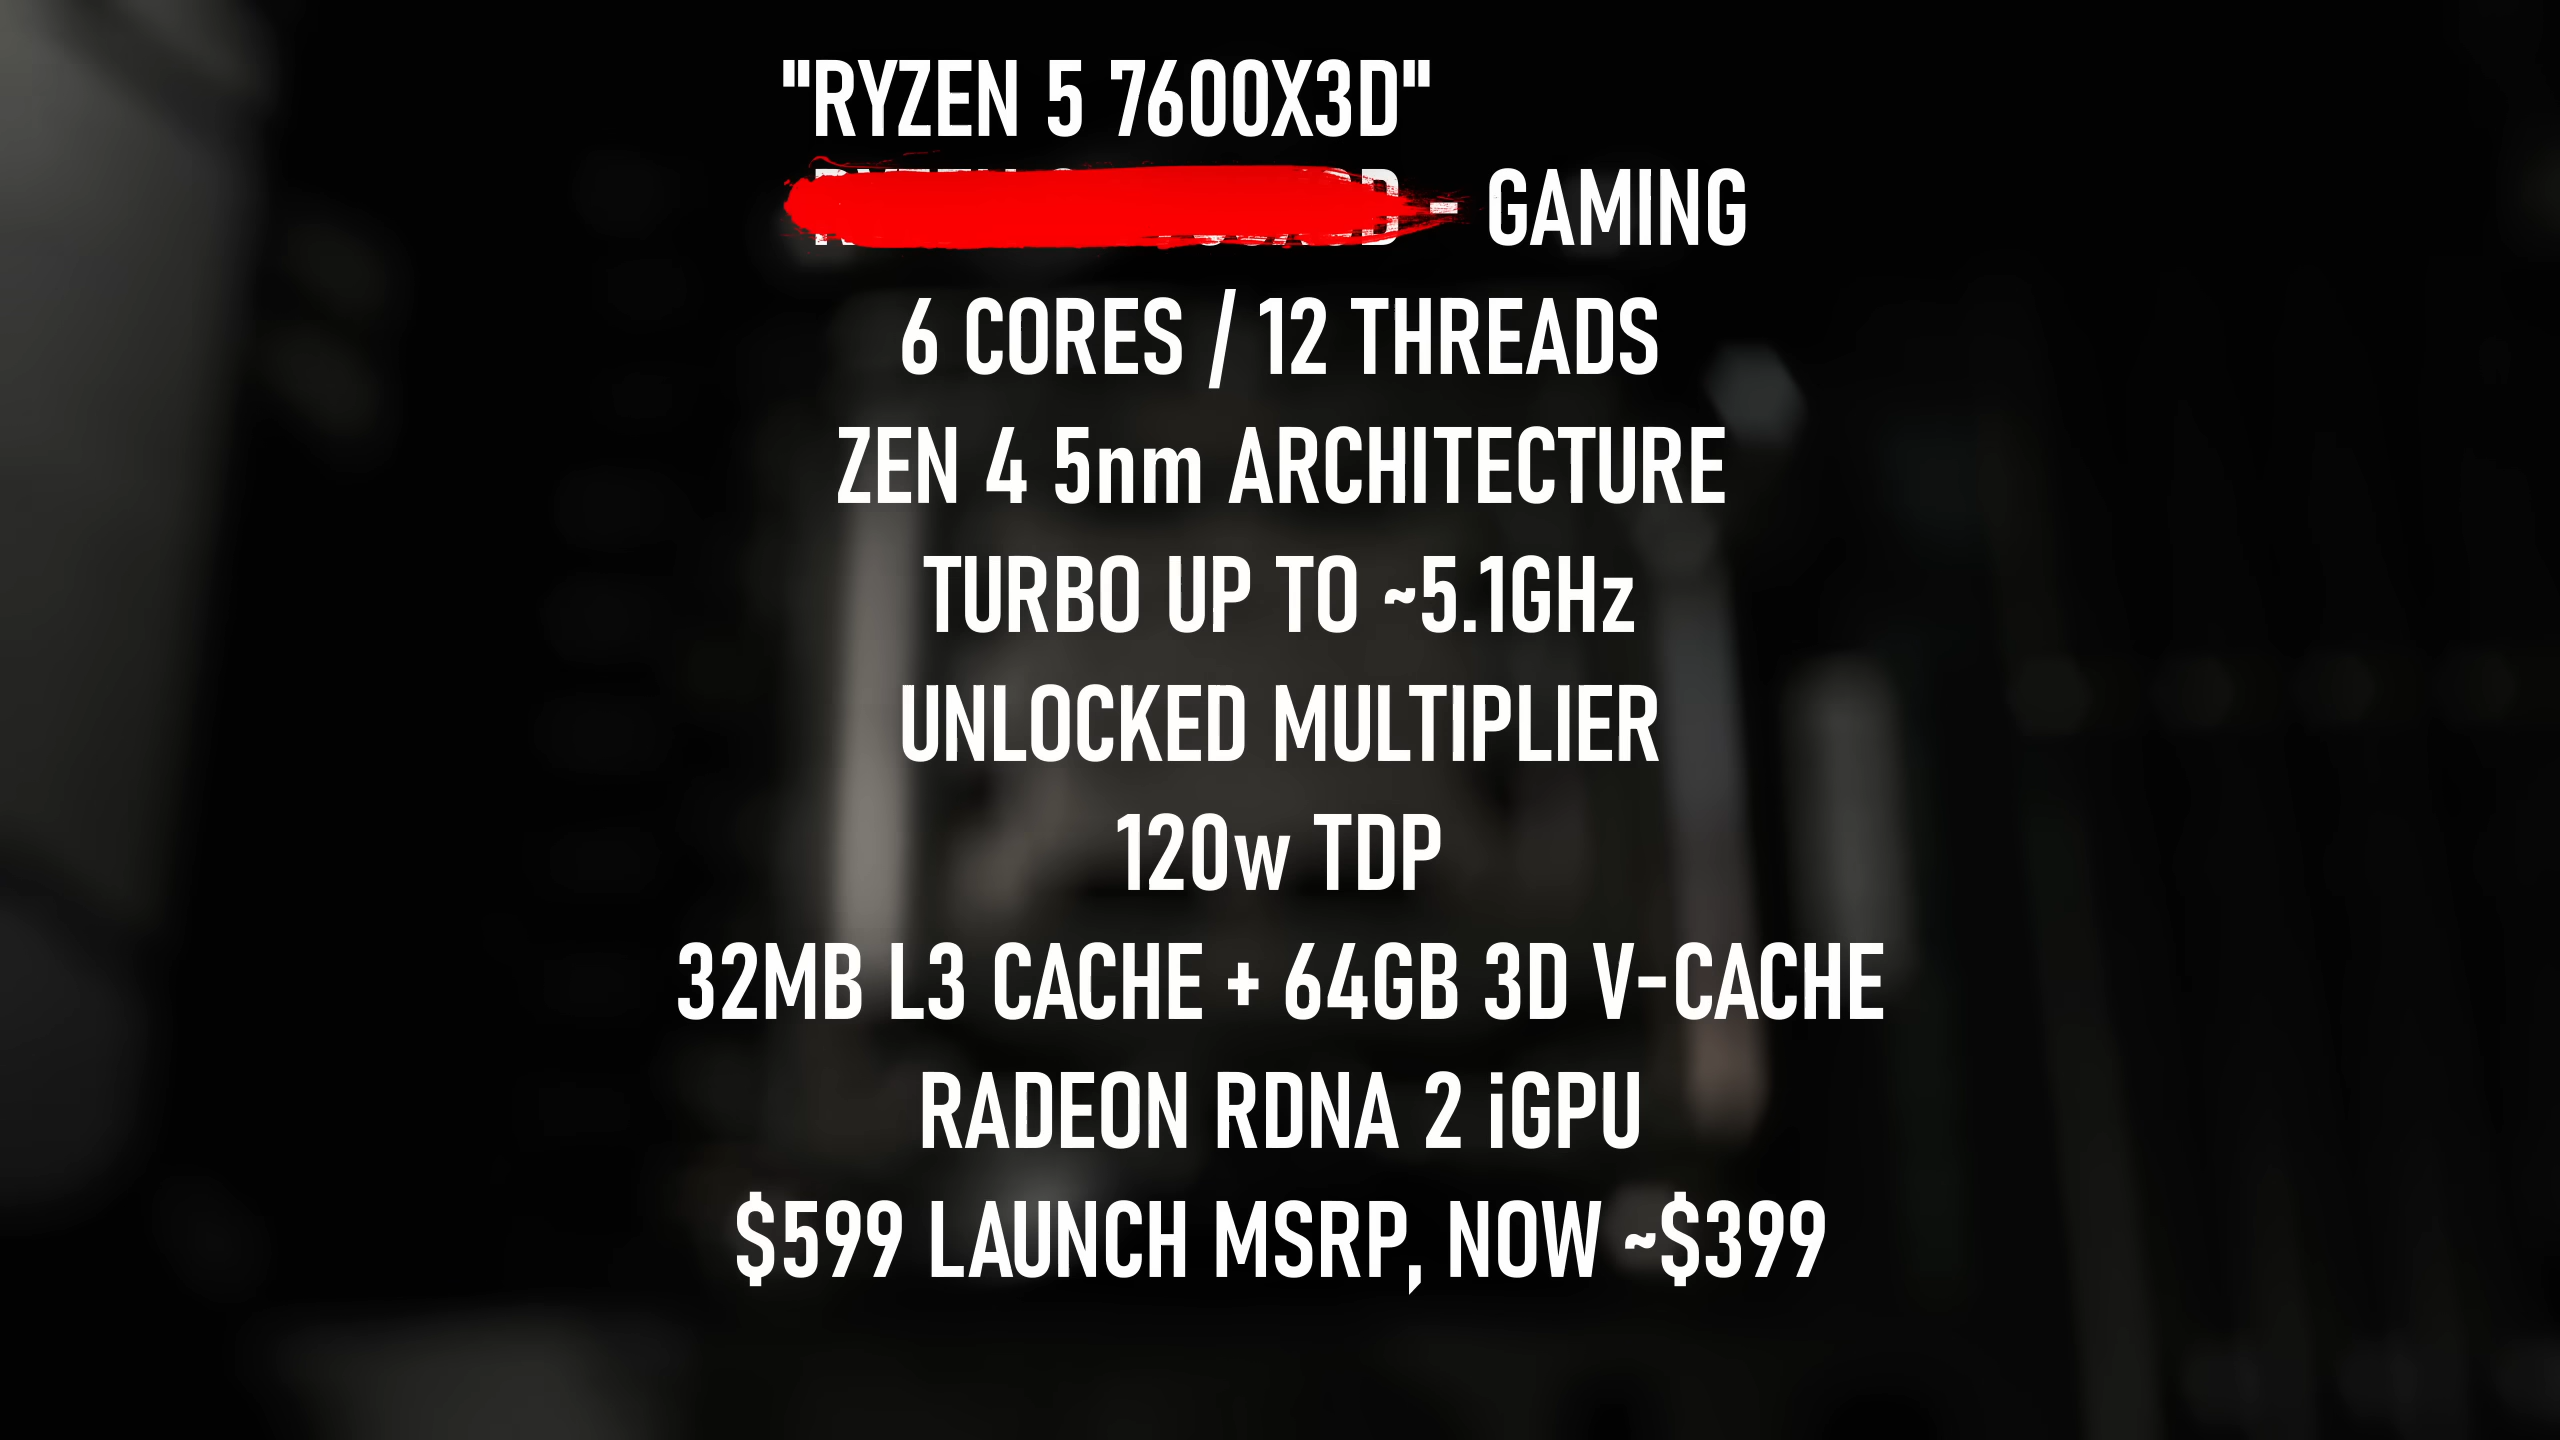 "RYZEN 5 7600X3D"
- GAMING
6 CORES / 12 THREADS
ZEN 4 5nm ARCHITECTURE
TURBO UP TO ~5.1GHz
UNLOCKED MULTIPLIER
120w TDP
32MB L3 CACHE + 64GB 3D V-CACHE
RADEON RDNA 2 iGPU
$599 LAUNCH MSRP, NOW ~$399